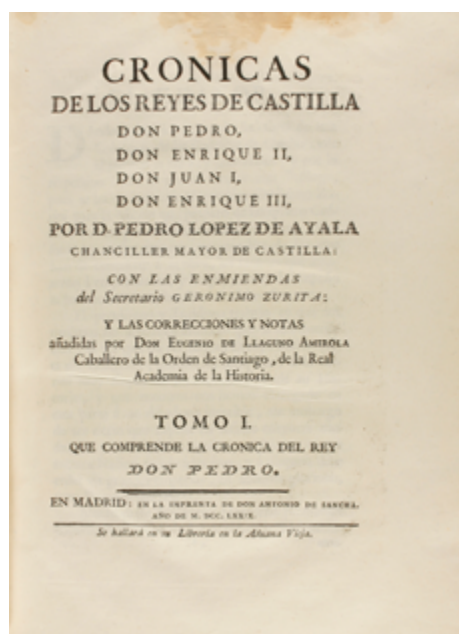 CRONICAS
DE LOS REYES DE CASTILLA
DON PEDRO,
DON ENRIQUE II,
DON JUAN I,
DON ENRIQUE III,
POR D. PEDRO LOPEZ DE AYALA
CHANCILLER MAYOR DE CASTILLA:
CON LAS ENMIENDAS
del Secretario GERONIMO ZURITA:
Y LAS CORRECCIONES Y NOTAS
añadidas por DON EUGENIO DE LLAGUNO AMIROLA
Caballero de la Orden de Santiago, de la Real
Academia de la Historia.
TOMO I.
QUE COMPRENDE LA CRONICA DEL REY
DON PEDRO.
EN MADRID: EN LA IMPRENTA DE DON ANTONIO DE SANCHA.
AÑO DE M. DCC. LXXIX.
Se hallará en su Librería en la Aduana Vieja.